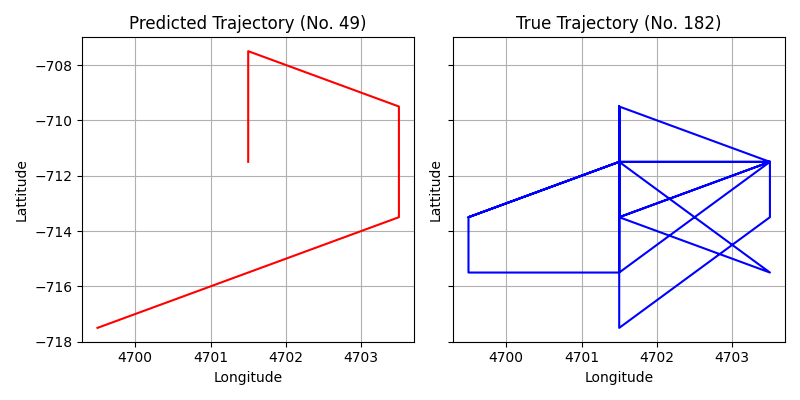 Predicted Trajectory (No. 49)
True Trajectory (No. 182)
−708
−710
−712
−714
−716
−718
Lattitude
Lattitude
4700
4701
4702
4703
4700
4701
4702
4703
Longitude
Longitude